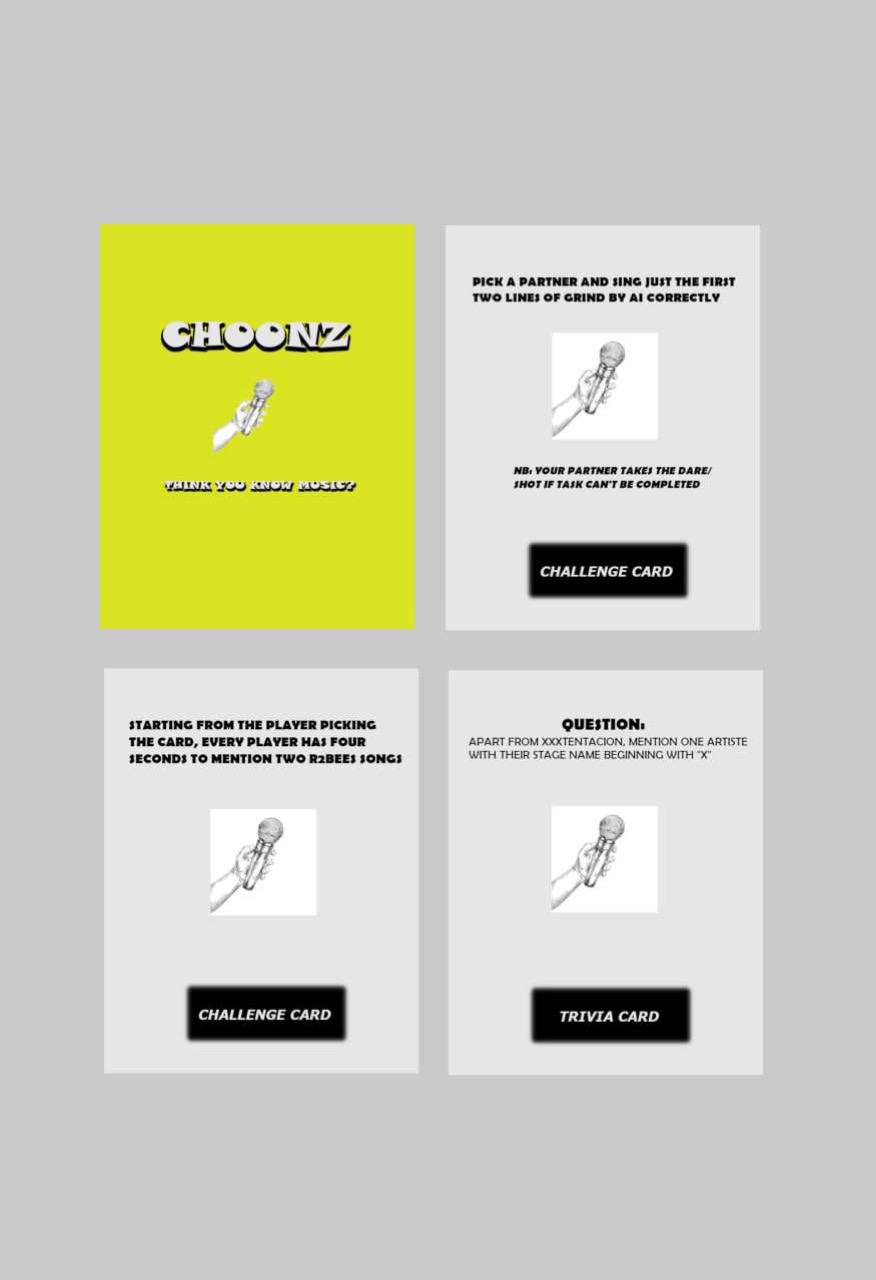 CHOONZ
THINK YOU KNOW MUSIC?
PICK A PARTNER AND SING JUST THE FIRST
TWO LINES OF GRIND BY AI CORRECTLY
NB: YOUR PARTNER TAKES THE DARE/
SHOT IF TASK CAN'T BE COMPLETED
CHALLENGE CARD
STARTING FROM THE PLAYER PICKING
THE CARD, EVERY PLAYER HAS FOUR
SECONDS TO MENTION TWO R2BEES SONGS
CHALLENGE CARD
QUESTION:
APART FROM XXXTENTACION, MENTION ONE ARTISTE
WITH THEIR STAGE NAME BEGINNING WITH "X"
TRIVIA CARD